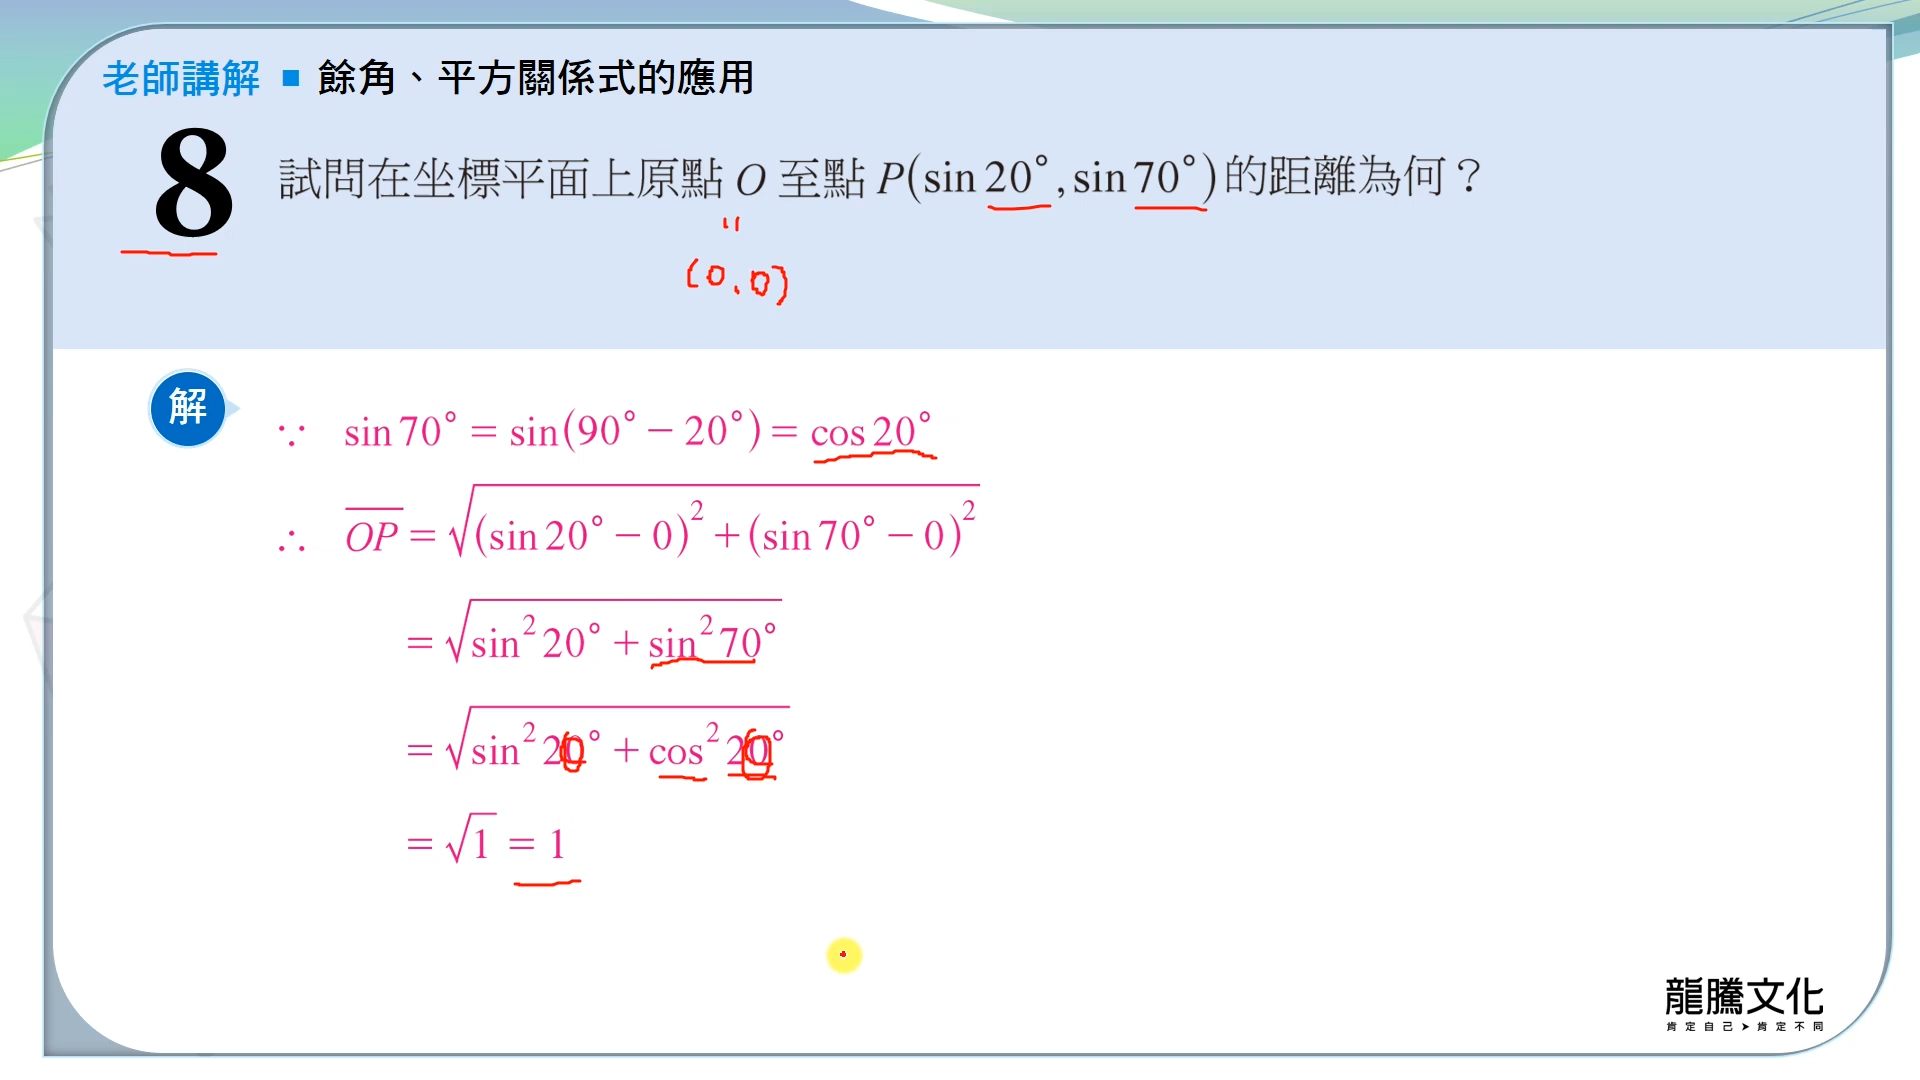 老師講解 ■ 餘角、平方關係式的應用
8 試問在坐標平面上原點 O 至點 P(sin 20°, sin 70°)的距離為何？
"
(0.0)
解
∵ sin 70° = sin(90° − 20°) = cos 20°
∴ \overline{OP} = √((sin 20° − 0)² + (sin 70° − 0)²)
= √(sin² 20° + sin² 70°)
= √(sin² 20° + cos² 20°)
= √1 = 1
龍騰文化
肯定自己➤肯定不同